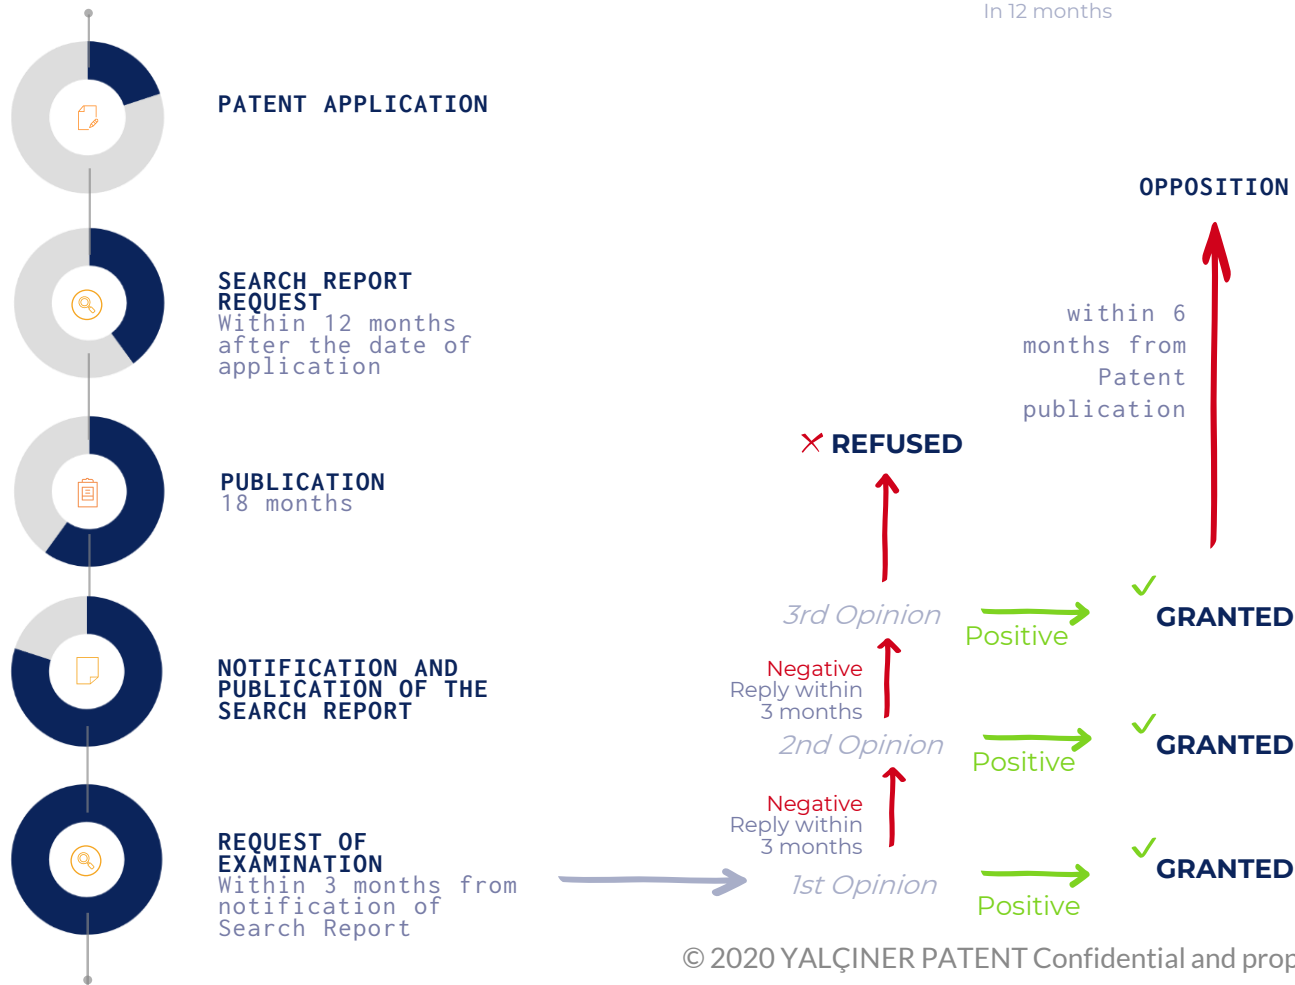 In 12 months
PATENT APPLICATION
OPPOSITION
SEARCH REPORT
REQUEST
Within 12 months
after the date of
application
within 6
months from
Patent
publication
REFUSED
PUBLICATION
18 months
3rd Opinion
Positive
GRANTED
NOTIFICATION AND
PUBLICATION OF THE
SEARCH REPORT
Negative
Reply within
3 months
2nd Opinion
Positive
GRANTED
Negative
Reply within
3 months
REQUEST OF
EXAMINATION
Within 3 months from
notification of
Search Report
1st Opinion
Positive
GRANTED
© 2020 YALÇINER PATENT Confidential and prop